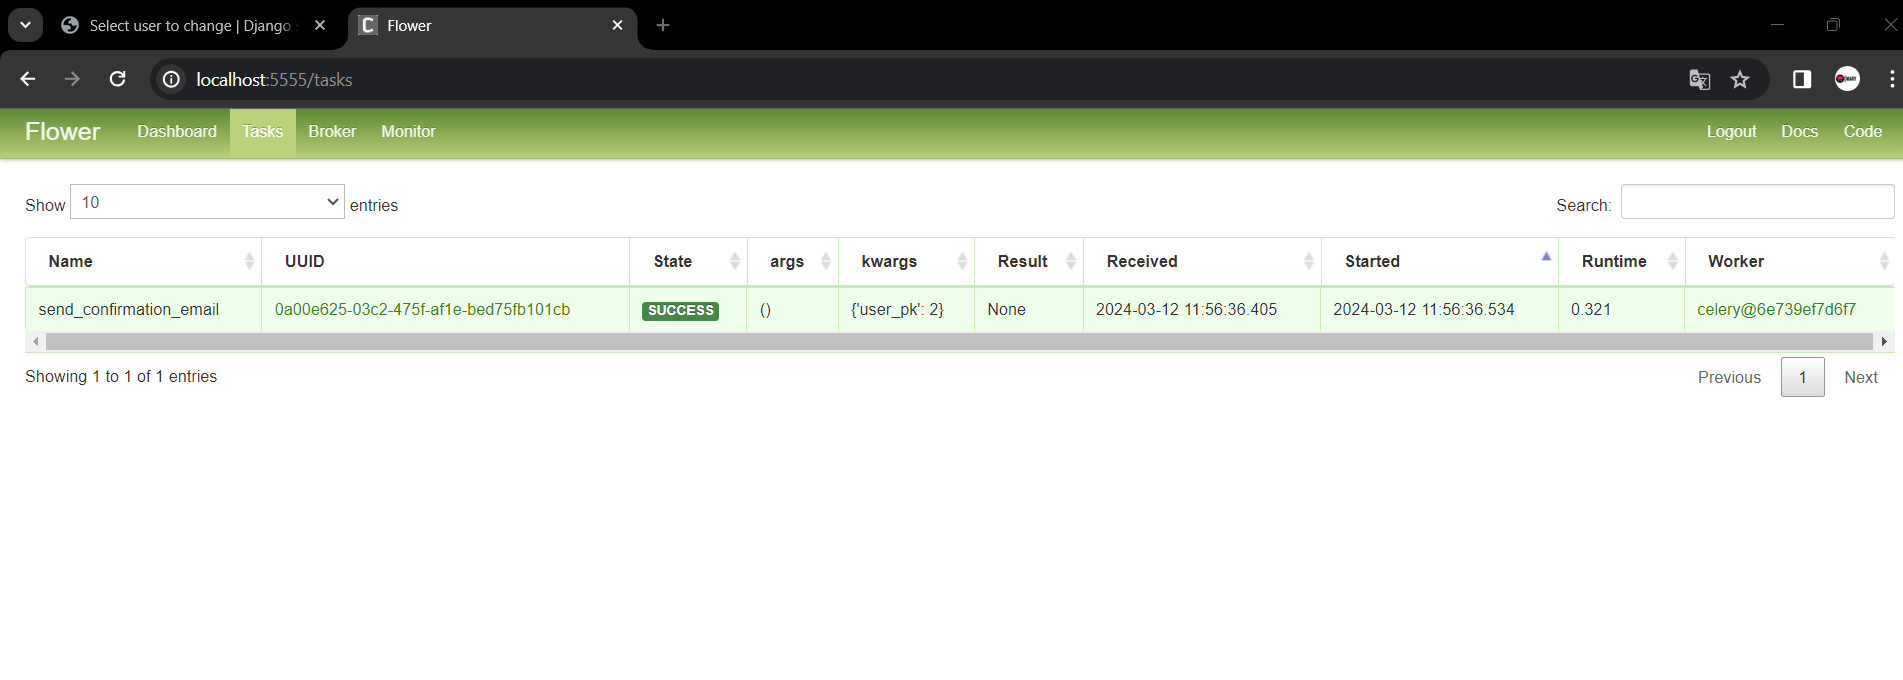 Select user to change | Django s
Flower
localhost:5555/tasks
Flower Dashboard Tasks Broker Monitor Logout Docs Code
Show 10 entries Search:
Name UUID State args kwargs Result Received Started Runtime Worker
send_confirmation_email 0a00e625-03c2-475f-af1e-bed75fb101cb SUCCESS () {'user_pk': 2} None 2024-03-12 11:56:36.405 2024-03-12 11:56:36.534 0.321 celery@6e739ef7d6f7
Showing 1 to 1 of 1 entries Previous 1 Next